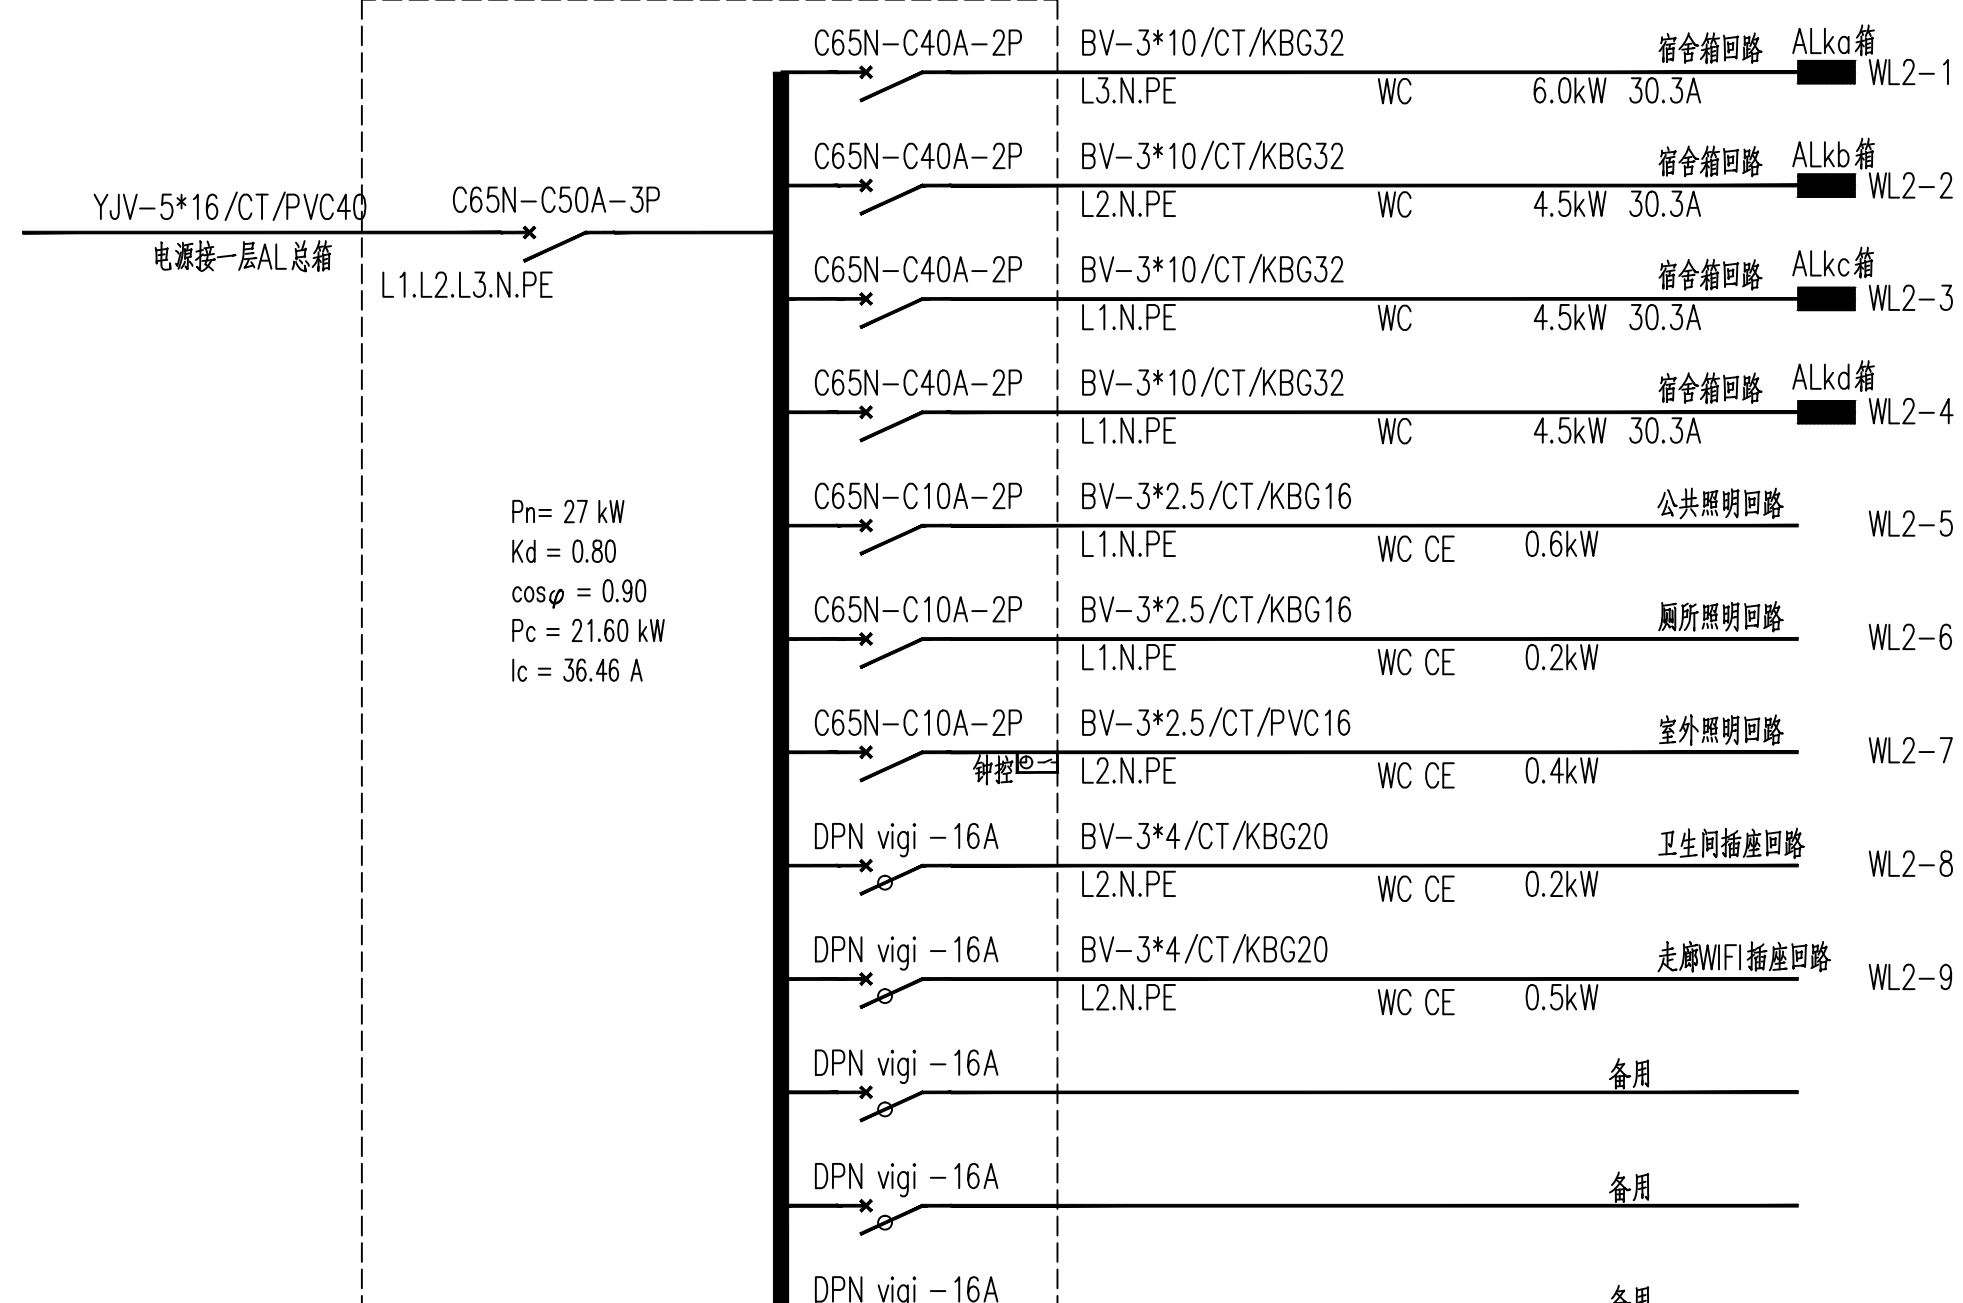 C65N-C40A-2P BV-3*10/CT/KBG32 宿舍箱回路 ALka箱
L3.N.PE WC 6.0kW 30.3A WL2-1
C65N-C40A-2P BV-3*10/CT/KBG32 宿舍箱回路 ALkb箱
L2.N.PE WC 4.5kW 30.3A WL2-2
YJV-5*16/CT/PVC40 C65N-C50A-3P
电源接一层AL总箱
L1.L2.L3.N.PE
C65N-C40A-2P BV-3*10/CT/KBG32 宿舍箱回路 ALkc箱
L1.N.PE WC 4.5kW 30.3A WL2-3
C65N-C40A-2P BV-3*10/CT/KBG32 宿舍箱回路 ALkd箱
L1.N.PE WC 4.5kW 30.3A WL2-4
Pn= 27 kW
Kd = 0.80
cosφ = 0.90
Pc = 21.60 kW
Ic = 36.46 A
C65N-C10A-2P BV-3*2.5/CT/KBG16 公共照明回路
L1.N.PE WC CE 0.6kW WL2-5
C65N-C10A-2P BV-3*2.5/CT/KBG16 厕所照明回路
L1.N.PE WC CE 0.2kW WL2-6
C65N-C10A-2P BV-3*2.5/CT/PVC16 室外照明回路
钟控 L2.N.PE WC CE 0.4kW WL2-7
DPN vigi -16A BV-3*4/CT/KBG20 卫生间插座回路
L2.N.PE WC CE 0.2kW WL2-8
DPN vigi -16A BV-3*4/CT/KBG20 走廊WIFI插座回路
L2.N.PE WC CE 0.5kW WL2-9
DPN vigi -16A 备用
DPN vigi -16A 备用
DPN vigi -16A 备用